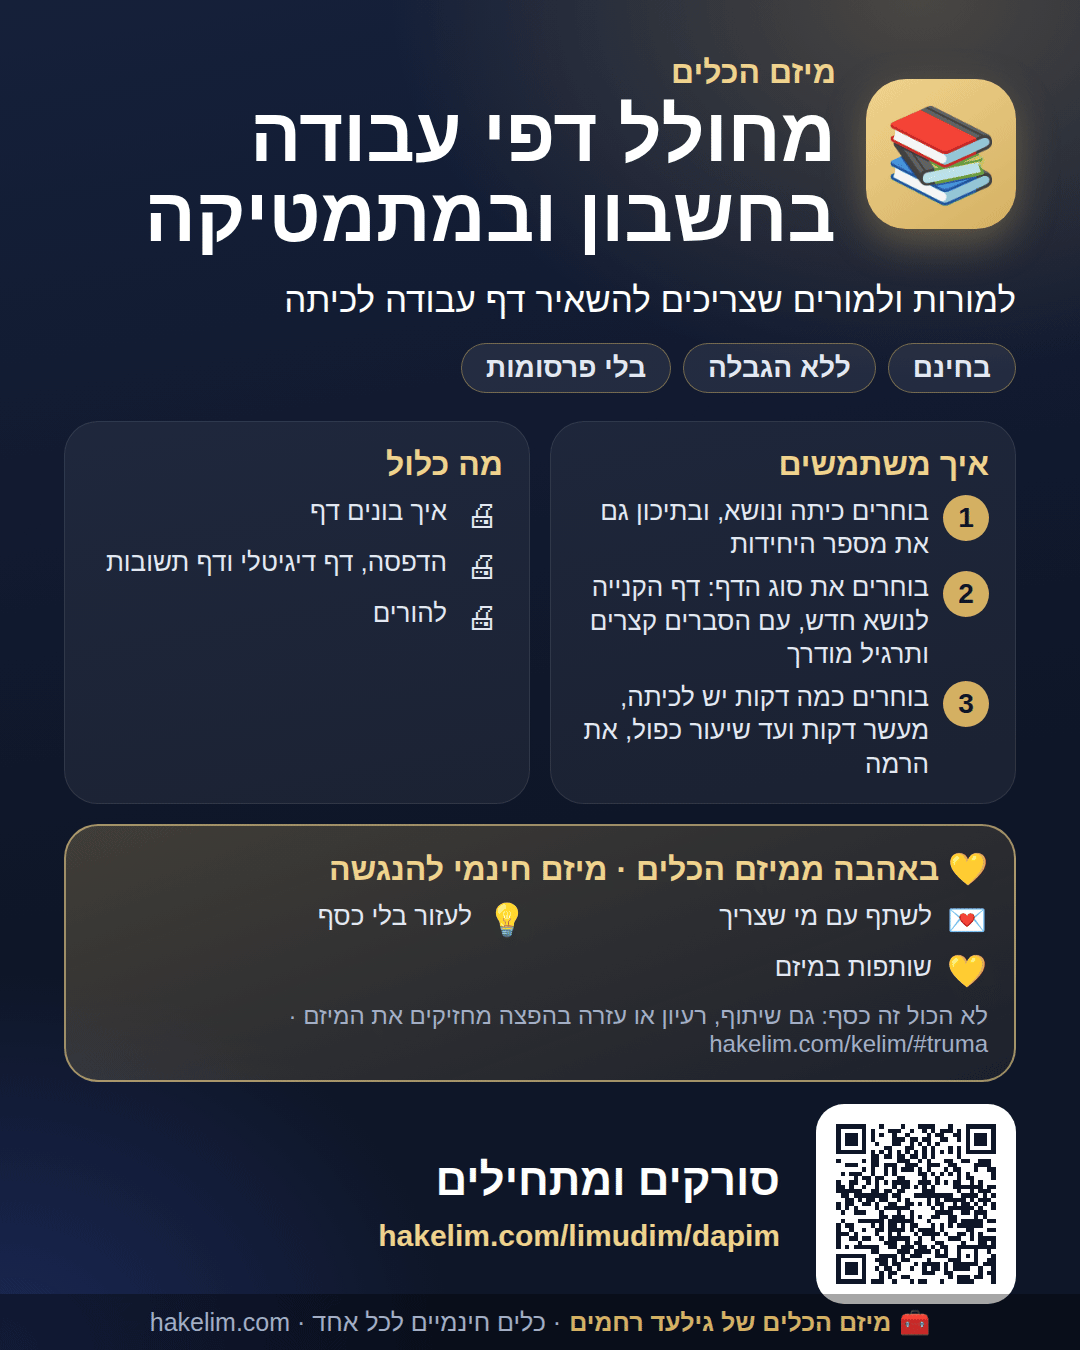 מיזם הכלים
מחולל דפי עבודה
בחשבון ובמתמטיקה
למורות ולמורים שצריכים להשאיר דף עבודה לכיתה
בחינם
ללא הגבלה
בלי פרסומות
איך משתמשים
1
בוחרים כיתה ונושא, ובתיכון גם
את מספר היחידות
2
בוחרים את סוג הדף: דף הקנייה
לנושא חדש, עם הסברים קצרים
ותרגיל מודרך
3
בוחרים כמה דקות יש לכיתה,
מעשר דקות ועד שיעור כפול, את
הרמה
מה כלול
איך בונים דף
הדפסה, דף דיגיטלי ודף תשובות
להורים
באהבה ממיזם הכלים · מיזם חינמי להנגשה
לשתף עם מי שצריך
לעזור בלי כסף
שותפות במיזם
לא הכול זה כסף: גם שיתוף, רעיון או עזרה בהפצה מחזיקים את המיזם ·
hakelim.com/kelim/#truma
סורקים ומתחילים
hakelim.com/limudim/dapim
מיזם הכלים של גילעד רחמים · כלים חינמיים לכל אחד · hakelim.com